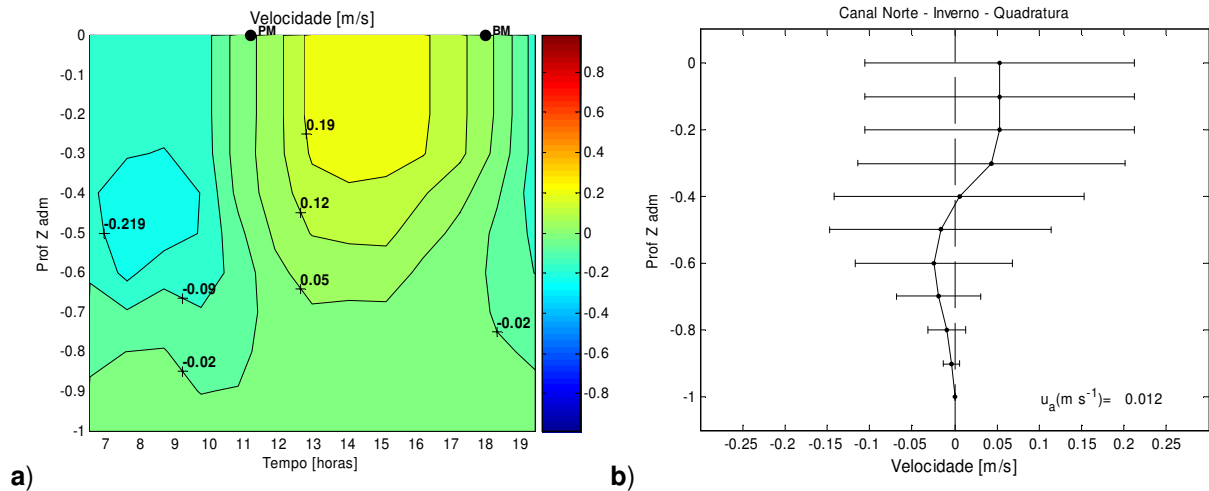 Velocidade [m/s]
PM
BM
0
-0.1
-0.2
-0.3
-0.4
-0.5
-0.6
-0.7
-0.8
-0.9
-1
Prof Z adm
0.19
0.12
0.05
-0.219
-0.09
-0.02
-0.02
7 8 9 10 11 12 13 14 15 16 17 18 19
Tempo [horas]
0.8
0.6
0.4
0.2
0
-0.2
-0.4
-0.6
-0.8
a)
Canal Norte - Inverno - Quadratura
0
-0.2
-0.4
-0.6
-0.8
-1
Prof Z adm
u_a(m s^-1)= 0.012
-0.25 -0.2 -0.15 -0.1 -0.05 0 0.05 0.1 0.15 0.2 0.25
Velocidade [m/s]
b)